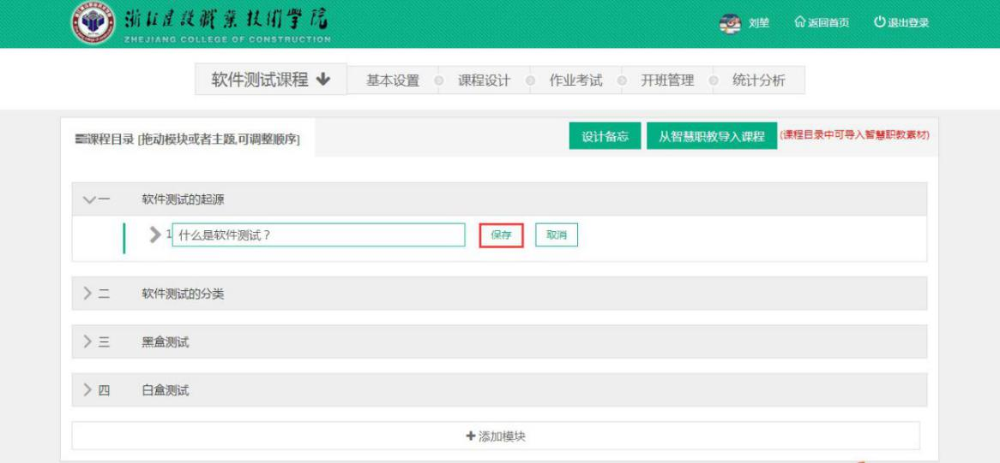 浙江建设职业技術學院
ZHEJIANG COLLEGE OF CONSTRUCTION
刘堃 返回首页 退出登录
软件测试课程 基本设置 课程设计 作业考试 开班管理 统计分析
课程目录 [拖动模块或者主题,可调整顺序] 设计备忘 从智慧职教导入课程 (课程目录中可导入智慧职教素材)
一 软件测试的起源
1 什么是软件测试？ 保存 取消
二 软件测试的分类
三 黑盒测试
四 白盒测试
添加模块